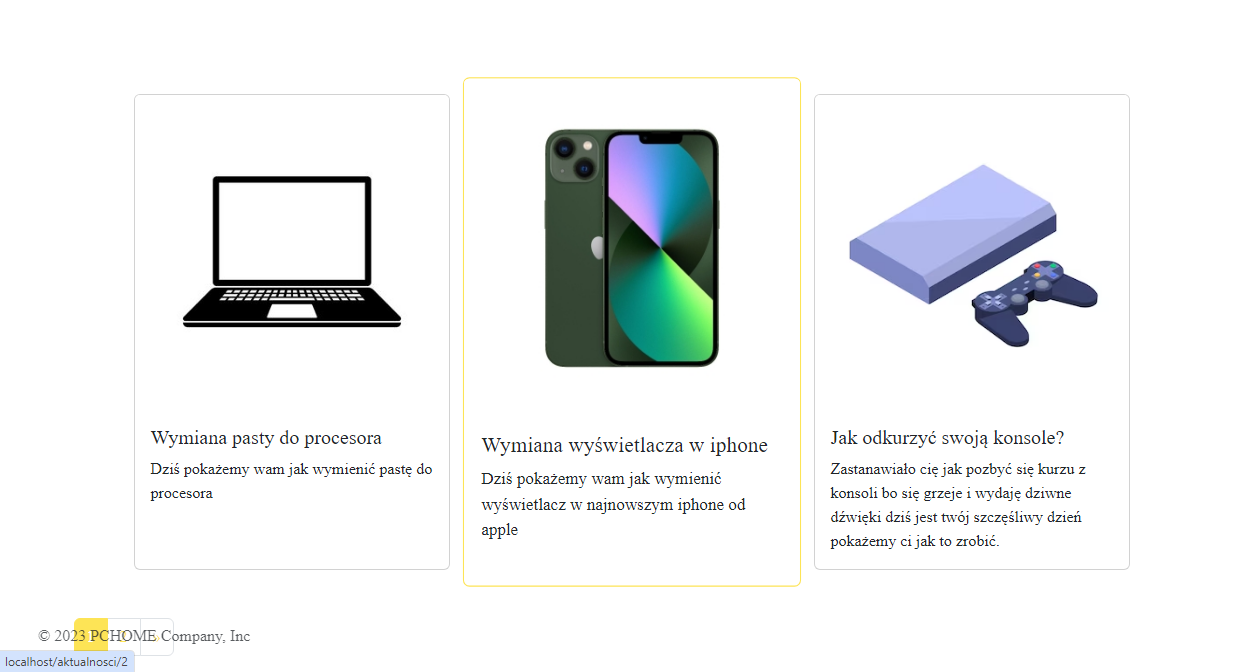 Wymiana pasty do procesora
Dziś pokażemy wam jak wymienić pastę do
procesora
Wymiana wyświetlacza w iphone
Dziś pokażemy wam jak wymienić
wyświetlacz w najnowszym iphone od
apple
Jak odkurzyć swoją konsole?
Zastanawiało cię jak pozbyć się kurzu z
konsoli bo się grzeje i wydaję dziwne
dźwięki dziś jest twój szczęśliwy dzień
pokażemy ci jak to zrobić.
© 2023 PCHOME Company, Inc
localhost/aktualnosci/2